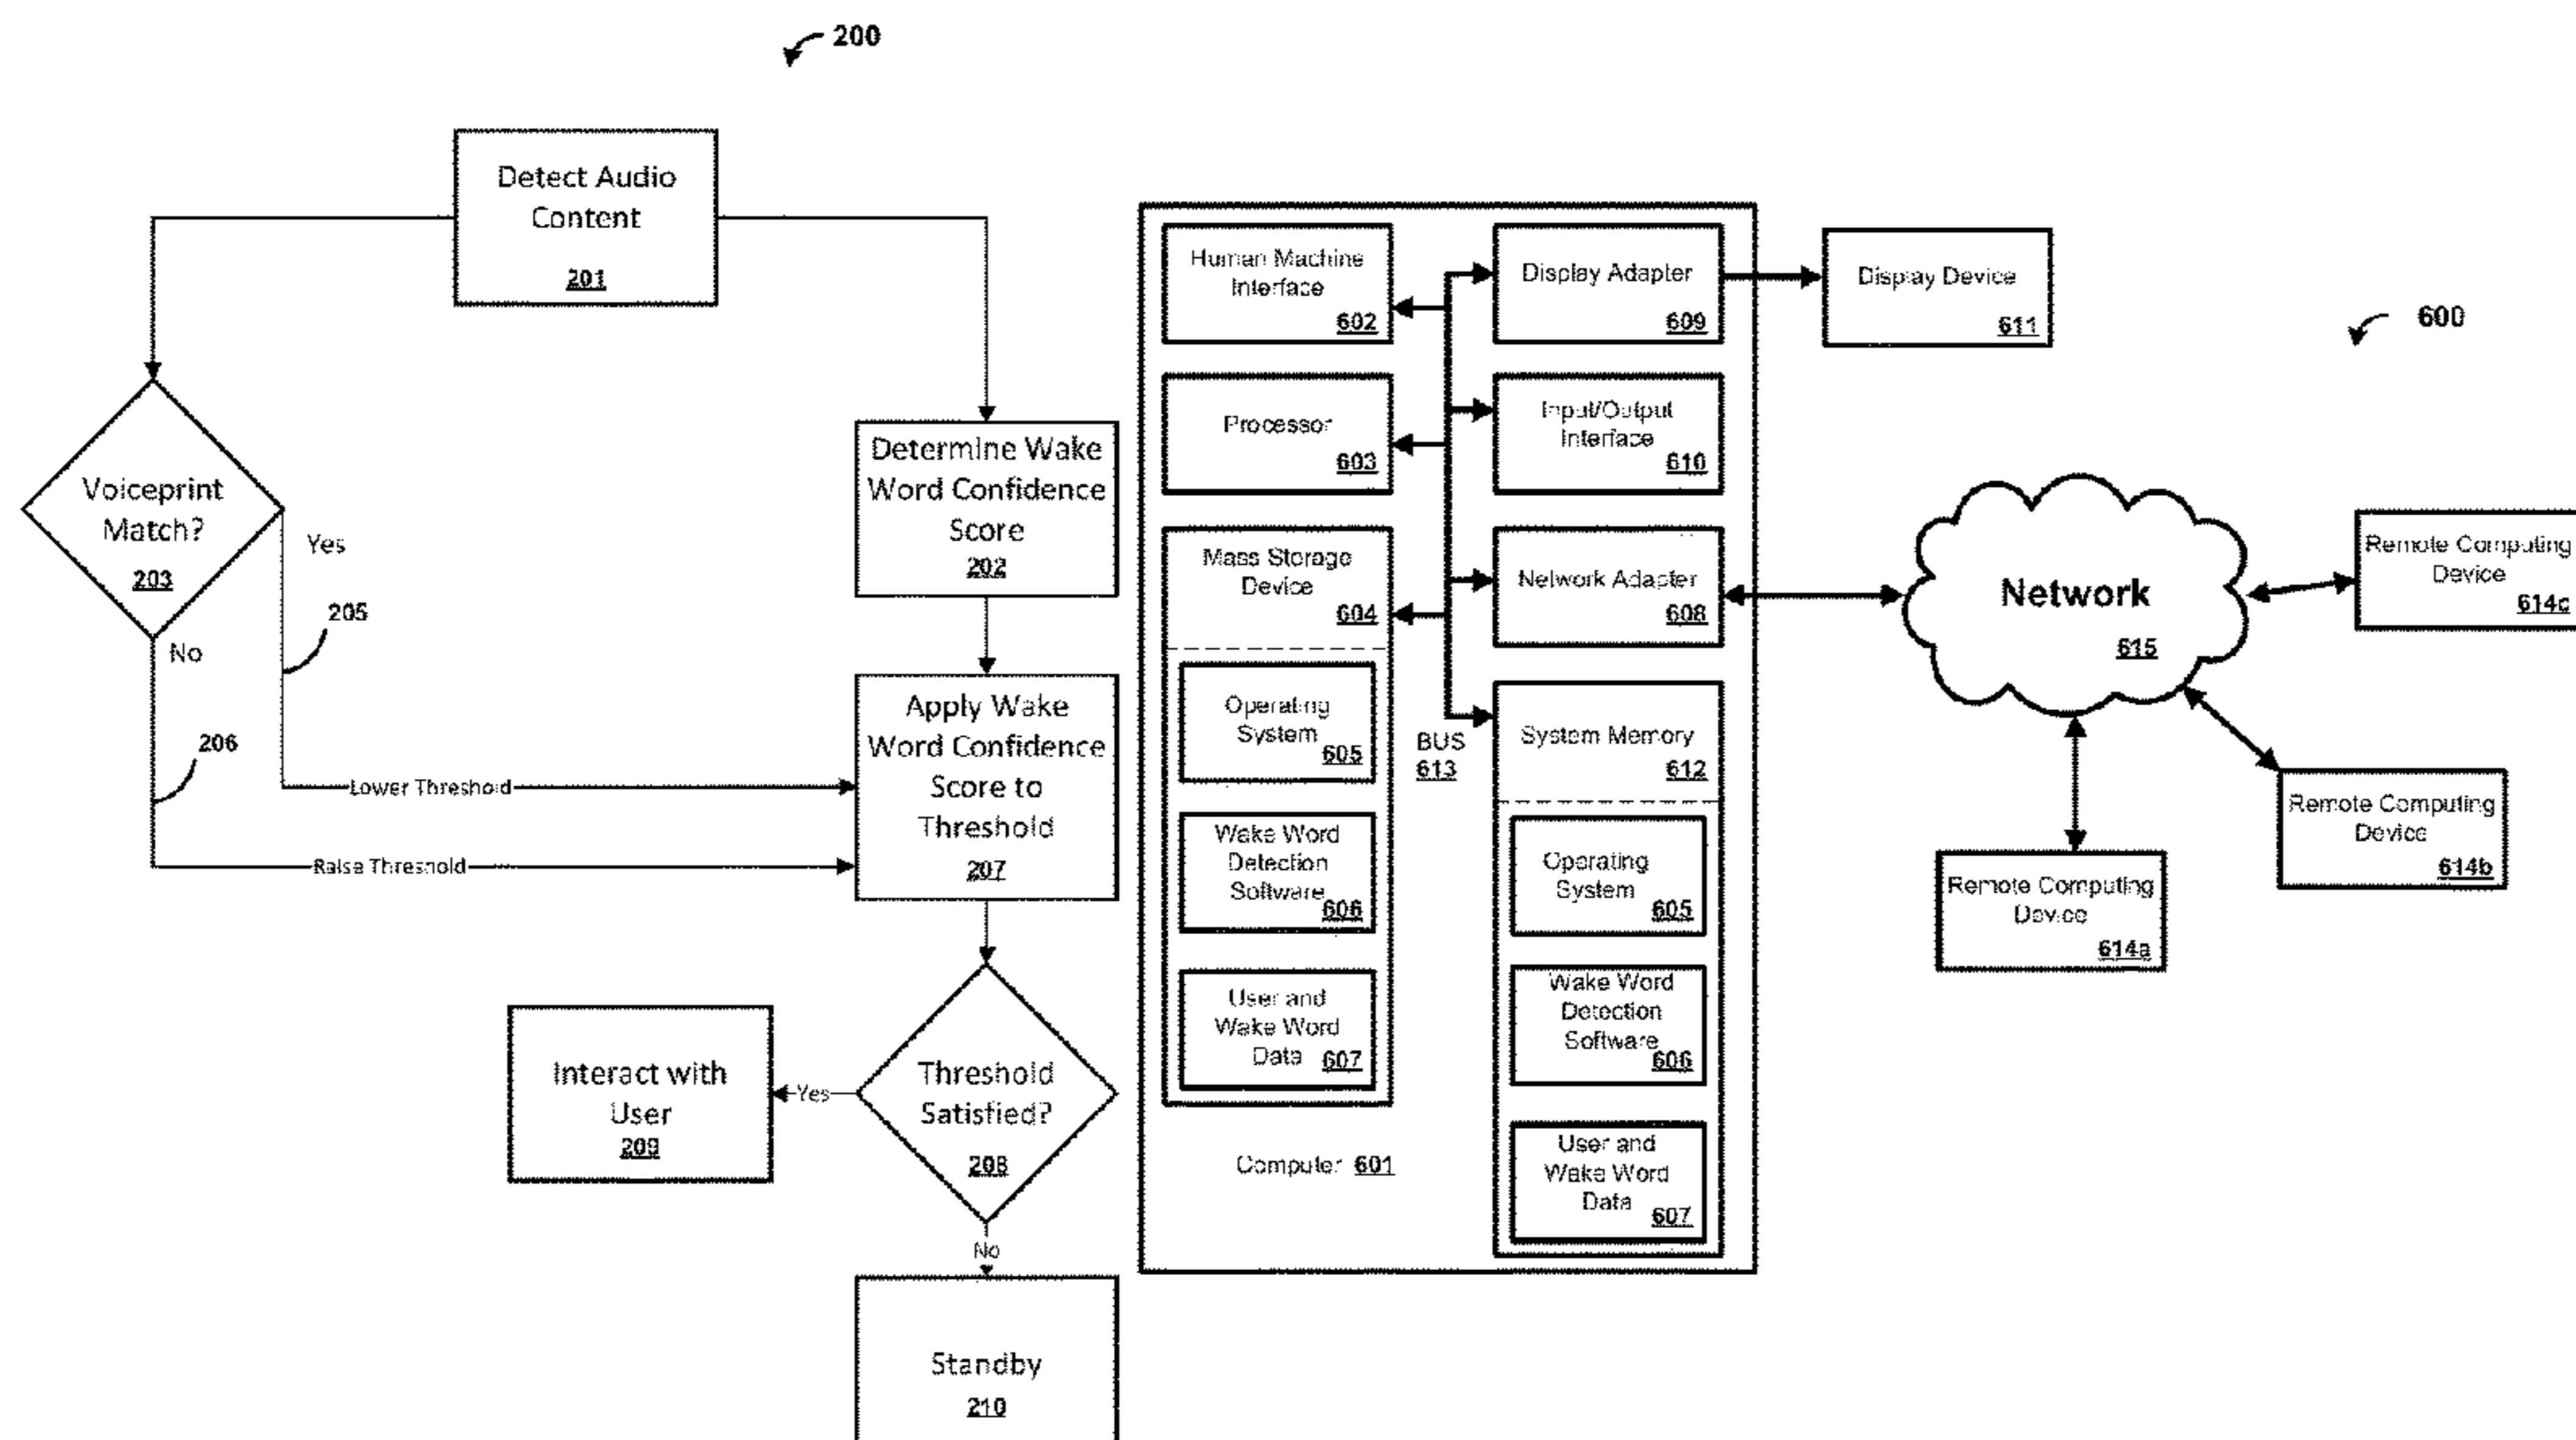 200
Detect Audio
Content
201
Voiceprint
Match?
203
Yes
205
No
206
Lower Threshold
Raise Threshold
Determine Wake
Word Confidence
Score
202
Apply Wake
Word Confidence
Score to
Threshold
207
Threshold
Satisfied?
208
Yes
Interact with
User
209
No
Standby
210
600
Human Machine
Interface
602
Processor
603
Mass Storage
Device
604
Operating
System
605
Wake Word
Detection
Software
606
User and
Wake Word
Data 607
Computer 601
BUS
613
Display Adapter
609
Input/Output
Interface
610
Network Adapter
608
System Memory
612
Operating
System
605
Wake Word
Detection
Software
606
User and
Wake Word
Data
607
Display Device
611
Network
615
Remote Computing
Device
614c
Remote Computing
Device
614b
Remote Computing
Device
614a